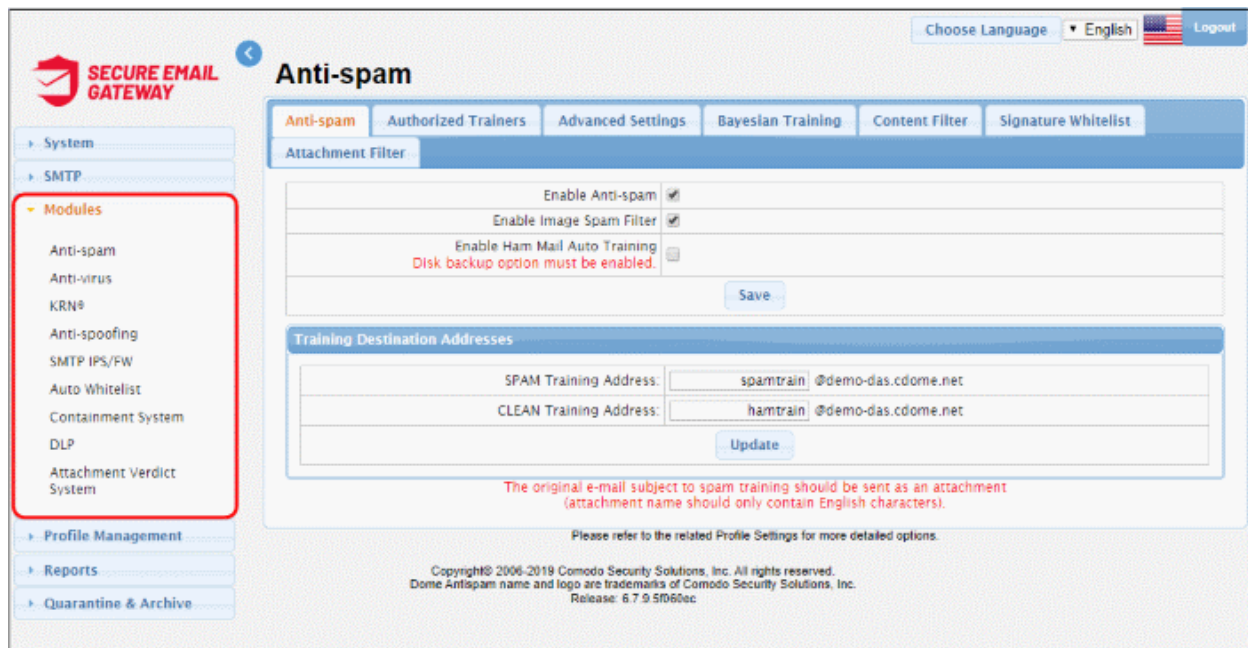 Choose Language
English
Logout
SECURE EMAIL
GATEWAY
Anti-spam
Anti-spam
Authorized Trainers
Advanced Settings
Bayesian Training
Content Filter
Signature Whitelist
Attachment Filter
System
SMTP
Modules
Anti-spam
Anti-virus
KRN®
Anti-spoofing
SMTP IPS/FW
Auto Whitelist
Containment System
DLP
Attachment Verdict
System
Profile Management
Reports
Quarantine & Archive
Enable Anti-spam
Enable Image Spam Filter
Enable Ham Mail Auto Training
Disk backup option must be enabled.
Save
Training Destination Addresses
SPAM Training Address: spamtrain @demo-das.cdome.net
CLEAN Training Address: hamtrain @demo-das.cdome.net
Update
The original e-mail subject to spam training should be sent as an attachment
(attachment name should only contain English characters).
Please refer to the related Profile Settings for more detailed options.
Copyright© 2006-2019 Comodo Security Solutions, Inc. All rights reserved.
Dome Antispam name and logo are trademarks of Comodo Security Solutions, Inc.
Release: 6.7.9.5f060ec